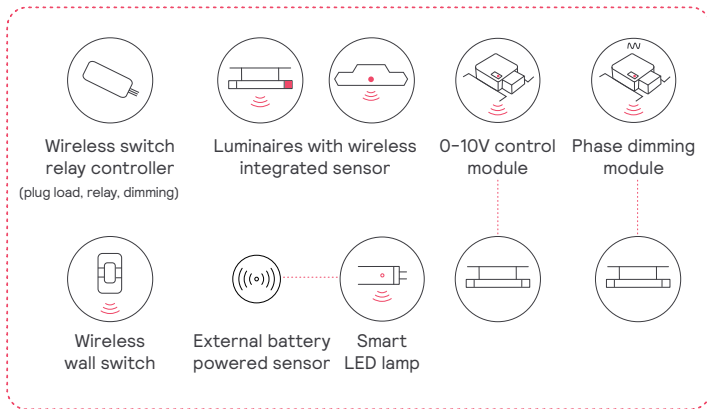 Wireless switch
relay controller
(plug load, relay, dimming)
Luminaires with wireless
integrated sensor
0-10V control
module
Phase dimming
module
Wireless
wall switch
External battery
powered sensor
Smart
LED lamp